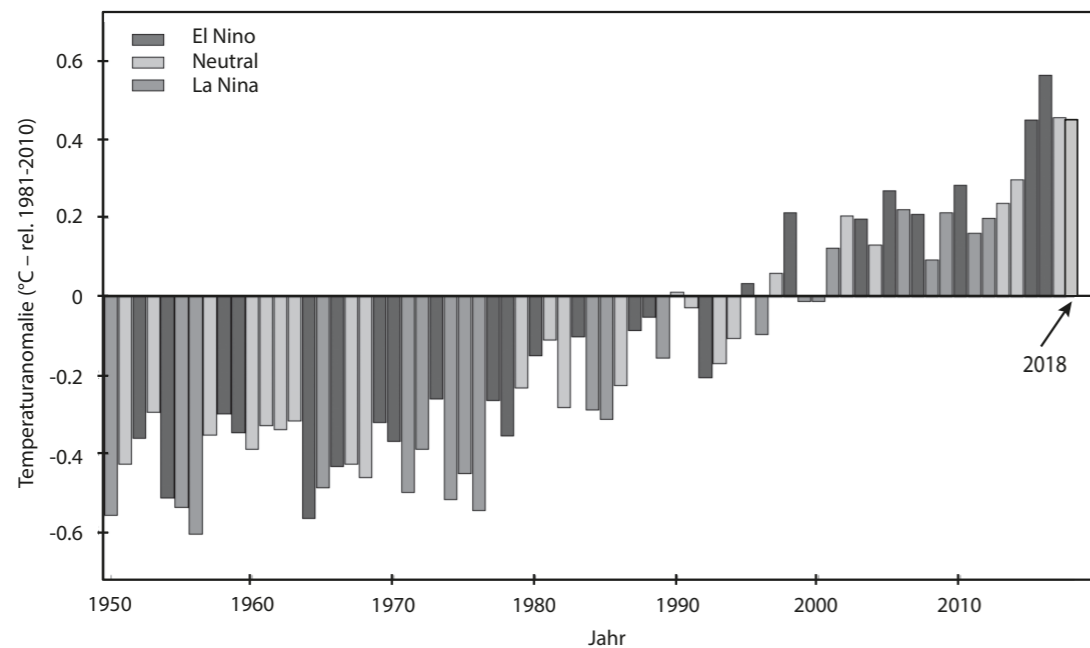 El Nino
Neutral
La Nina
0.6
0.4
0.2
0
-0.2
-0.4
-0.6
Temperaturanomalie (°C – rel. 1981-2010)
2018
1950 1960 1970 1980 1990 2000 2010
Jahr